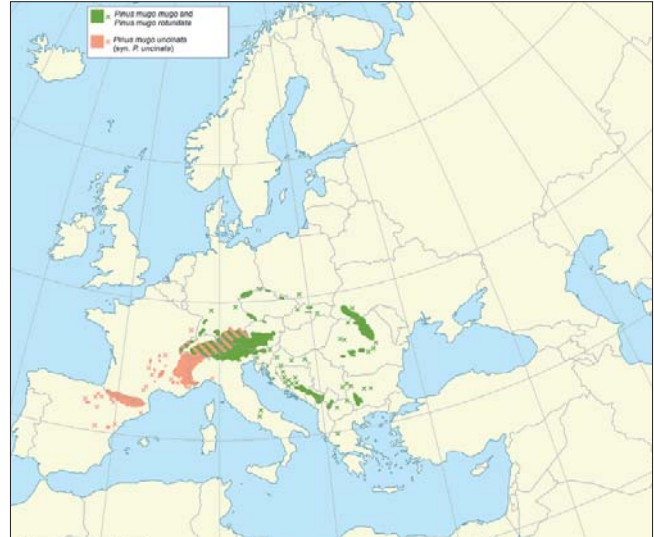 Pinus mugo mugo and
Pinus mugo rotundata
Pinus mugo uncinata
(syn. P. uncinata)